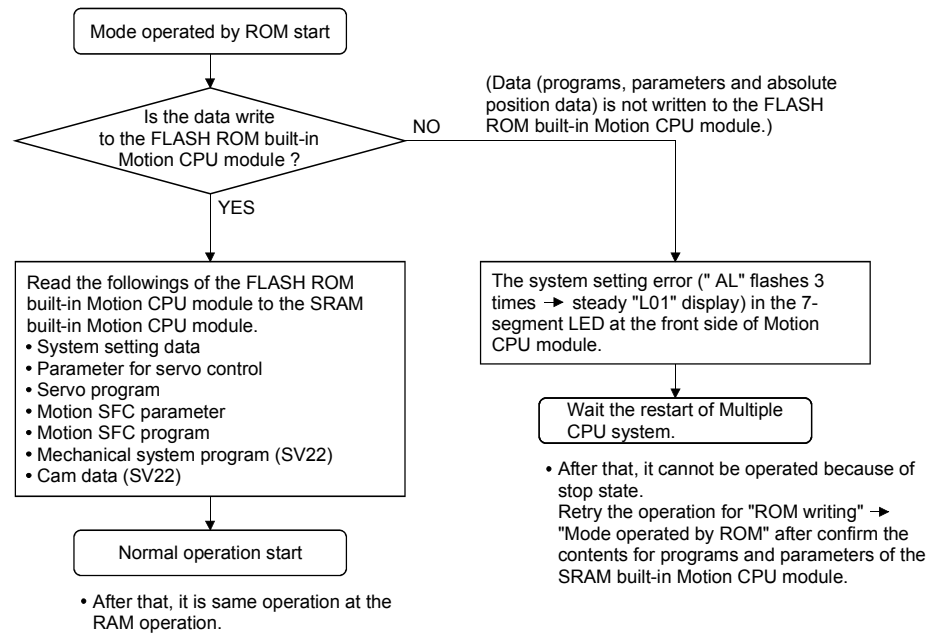 Mode operated by ROM start
Is the data write
to the FLASH ROM built-in
Motion CPU module ?
NO
(Data (programs, parameters and absolute
position data) is not written to the FLASH
ROM built-in Motion CPU module.)
YES
Read the followings of the FLASH ROM
built-in Motion CPU module to the SRAM
built-in Motion CPU module.
• System setting data
• Parameter for servo control
• Servo program
• Motion SFC parameter
• Motion SFC program
• Mechanical system program (SV22)
• Cam data (SV22)
Normal operation start
• After that, it is same operation at the
RAM operation.
The system setting error (" AL" flashes 3
times → steady "L01" display) in the 7-
segment LED at the front side of Motion
CPU module.
Wait the restart of Multiple
CPU system.
• After that, it cannot be operated because of
stop state.
Retry the operation for "ROM writing" →
"Mode operated by ROM" after confirm the
contents for programs and parameters of the
SRAM built-in Motion CPU module.